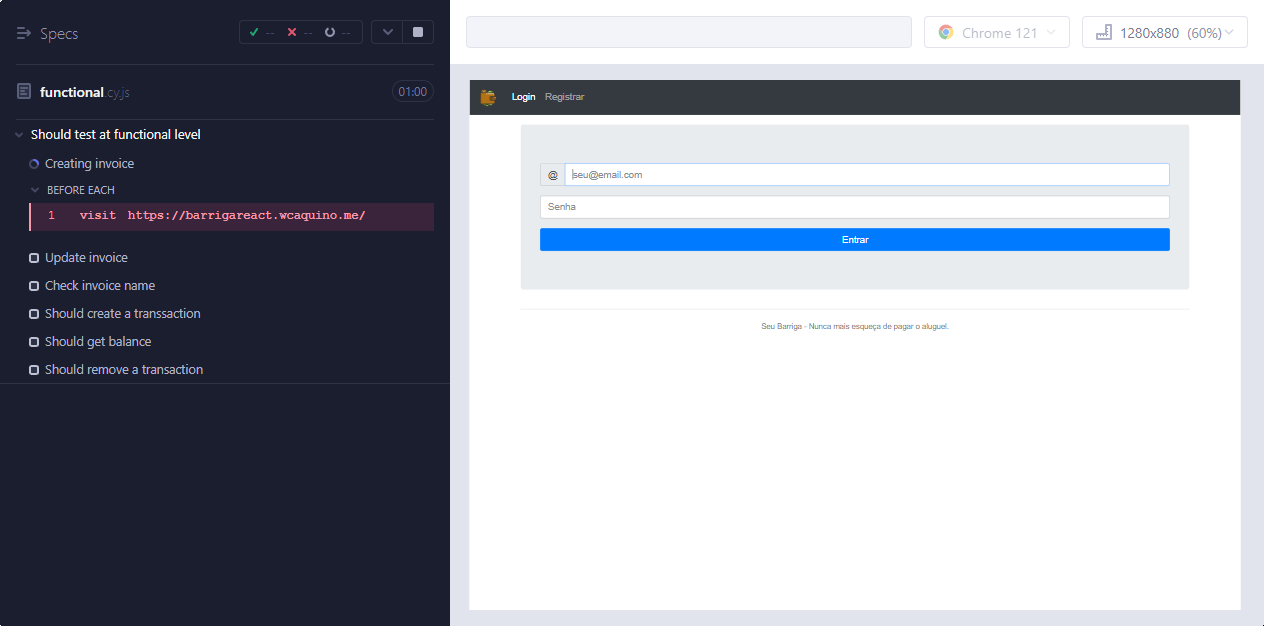 Specs
-- -- --
Chrome 121
1280x880 (60%)
functional.cy.js
01:00
Should test at functional level
Creating invoice
BEFORE EACH
1 visit https://barrigareact.wcaquino.me/
Update invoice
Check invoice name
Should create a transsaction
Should get balance
Should remove a transaction
Login Registrar
@ seu@email.com
Senha
Entrar
Seu Barriga - Nunca mais esqueça de pagar o aluguel.